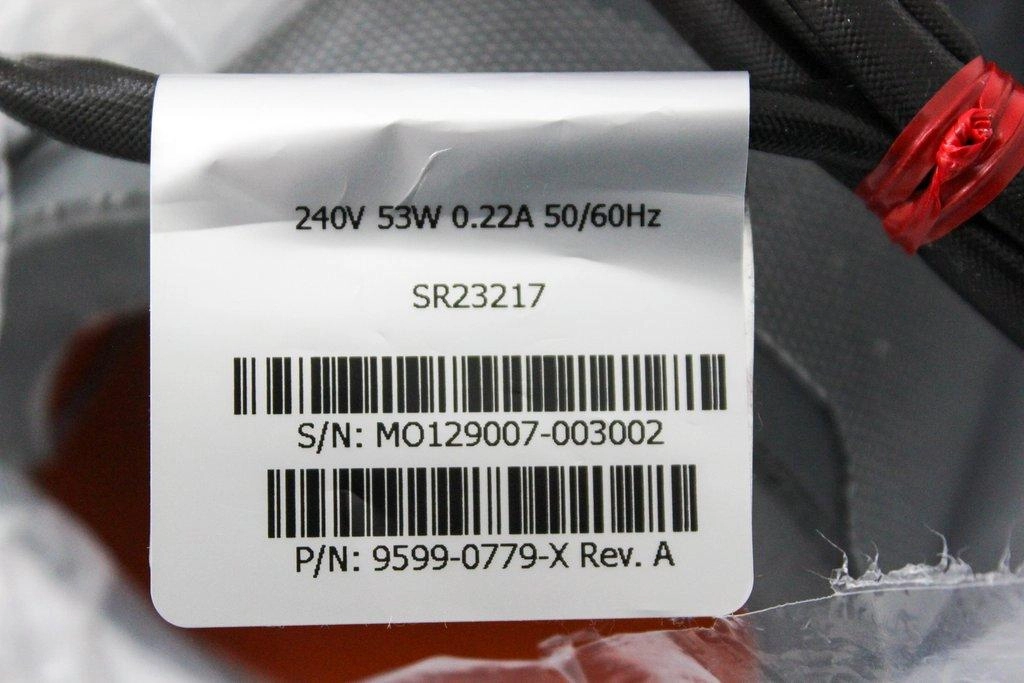 240V 53W 0.22A 50/60Hz
SR23217
S/N: MO129007-003002
P/N: 9599-0779-X Rev. A